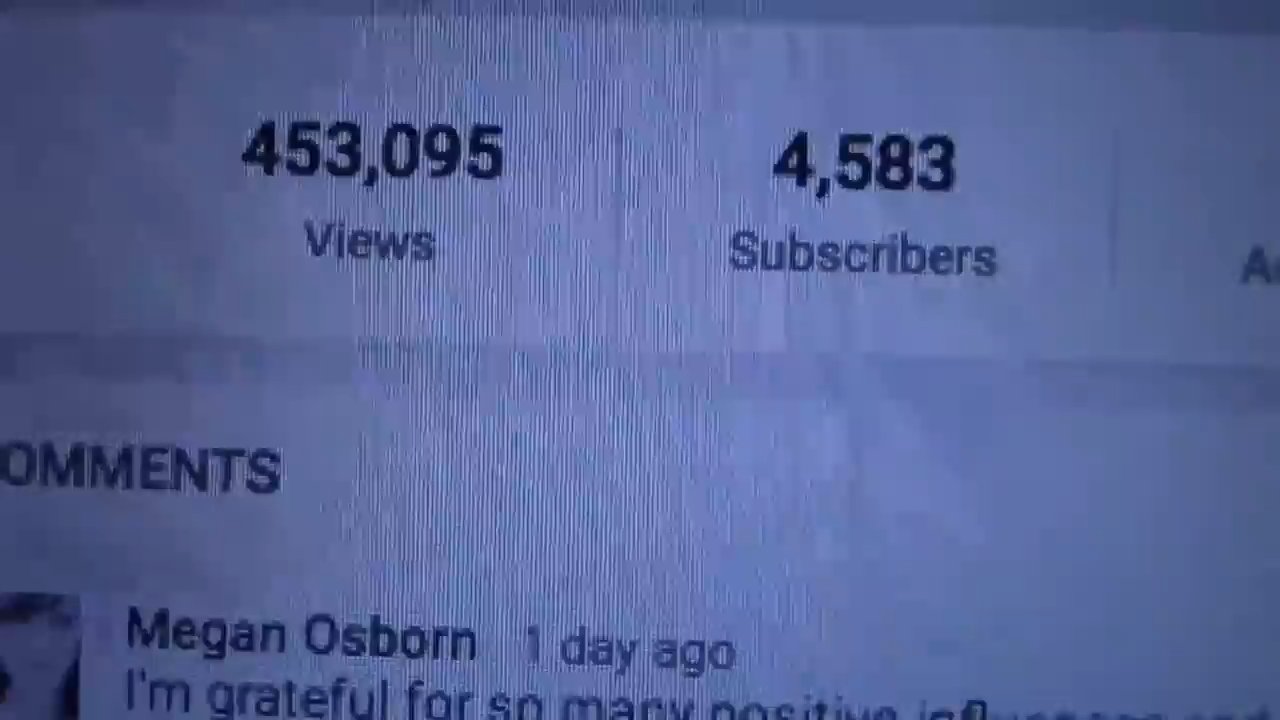 453,095 4,583
Views Subscribers
OMMENTS
Megan Osborn 1 day ago
I'm grateful for so many positive